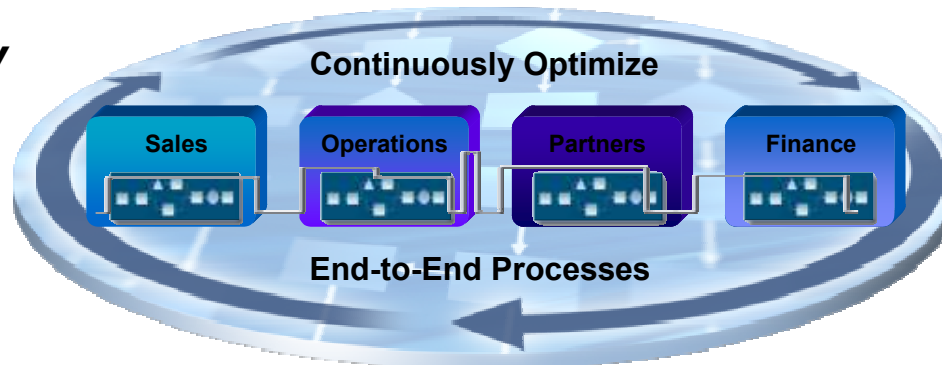 Continuously Optimize
Sales Operations Partners Finance
End-to-End Processes